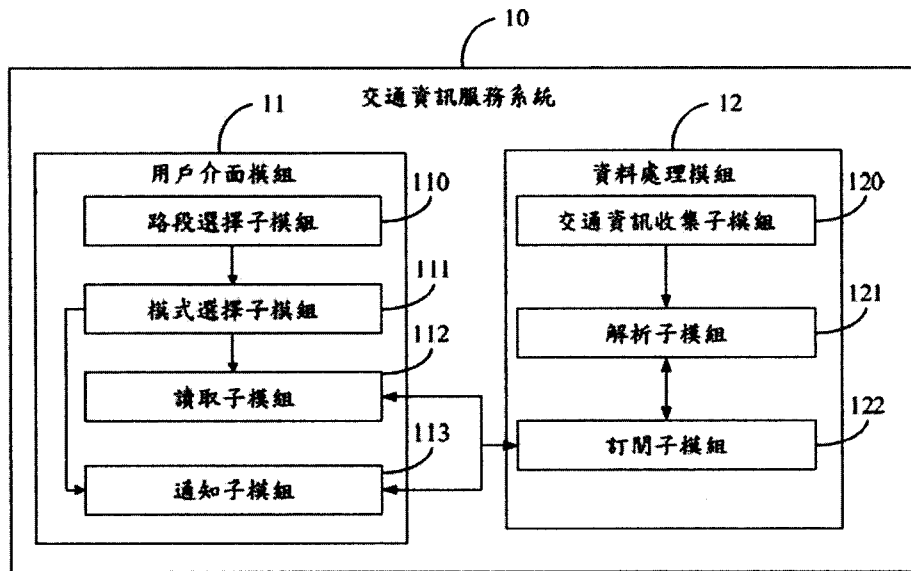 10
交通資訊服務系統
11
12
用戶介面模組
110
路段選擇子模組
111
模式選擇子模組
112
讀取子模組
113
通知子模組
資料處理模組
120
交通資訊收集子模組
121
解析子模組
122
訂閱子模組